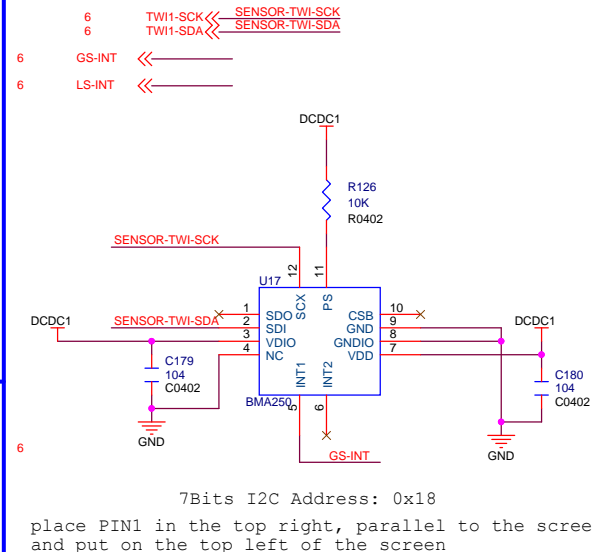 6 TWI1-SCK SENSOR-TWI-SCK
6 TWI1-SDA SENSOR-TWI-SDA
6 GS-INT
6 LS-INT
DCDC1
R126
10K
R0402
SENSOR-TWI-SCK
12 11
U17
SCX PS
1 SDO CSB 10
DCDC1 SENSOR-TWI-SDA 2 SDI GND 9 DCDC1
3 VDIO GNDIO 8
4 NC VDD 7
C179
104
C0402
INT1 INT2
C180
104
C0402
BMA250
5 6
GND
GS-INT
GND
6
7Bits I2C Address: 0x18
place PIN1 in the top right, parallel to the scree
and put on the top left of the screen